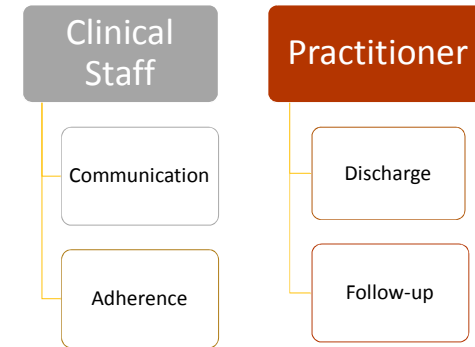 Clinical
Staff
Communication
Adherence
Practitioner
Discharge
Follow-up